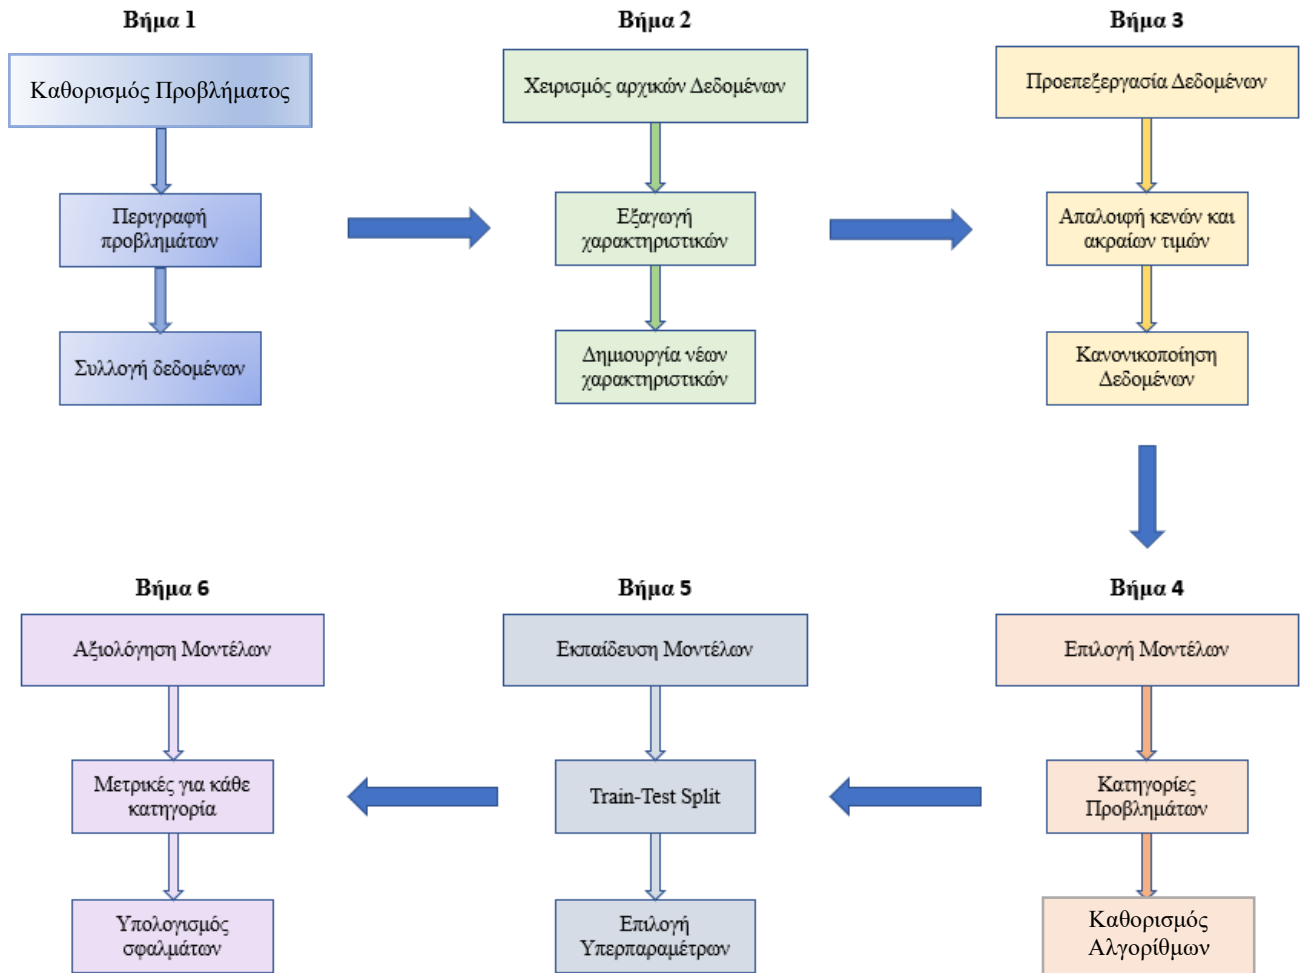 Βήμα 1
Καθορισμός Προβλήματος
Περιγραφή
προβλημάτων
Συλλογή δεδομένων
Βήμα 2
Χειρισμός αρχικών Δεδομένων
Εξαγωγή
χαρακτηριστικών
Δημιουργία νέων
χαρακτηριστικών
Βήμα 3
Προεπεξεργασία Δεδομένων
Απαλοιφή κενών και
ακραίων τιμών
Κανονικοποίηση
Δεδομένων
Βήμα 4
Επιλογή Μοντέλων
Κατηγορίες
Προβλημάτων
Καθορισμός
Αλγορίθμων
Βήμα 5
Εκπαίδευση Μοντέλων
Train-Test Split
Επιλογή
Υπερπαραμέτρων
Βήμα 6
Αξιολόγηση Μοντέλων
Μετρικές για κάθε
κατηγορία
Υπολογισμός
σφαλμάτων